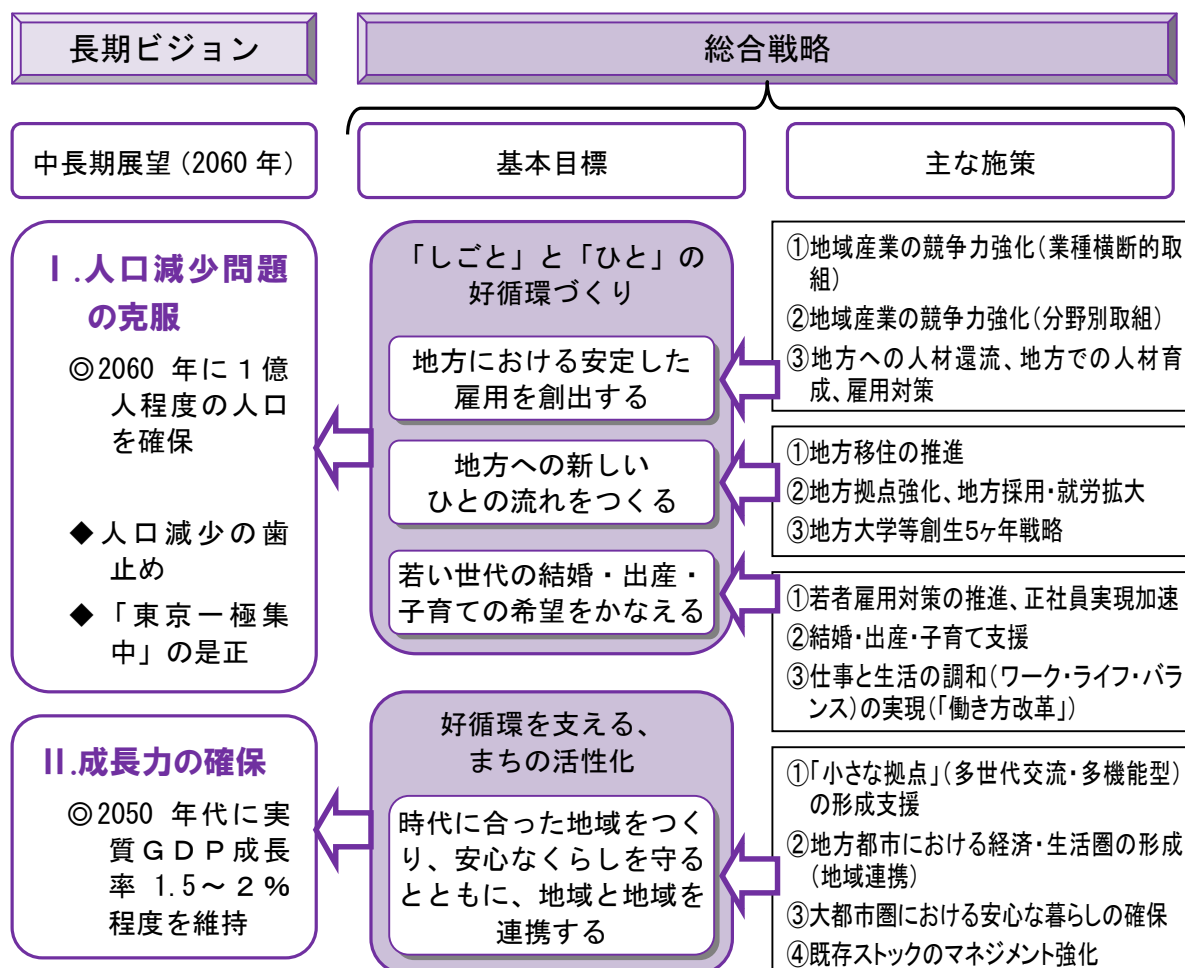 長期ビジョン
総合戦略
中長期展望(2060年)
基本目標
主な施策
Ⅰ.人口減少問題
の克服
◎2060 年に1億
人程度の人口
を確保
◆人口減少の歯
止め
◆「東京一極集
中」の是正
「しごと」と「ひと」の
好循環づくり
地方における安定した
雇用を創出する
地方への新しい
ひとの流れをつくる
若い世代の結婚・出産・
子育ての希望をかなえる
①地域産業の競争力強化(業種横断的取
組)
②地域産業の競争力強化(分野別取組)
③地方への人材還流、地方での人材育
成、雇用対策
①地方移住の推進
②地方拠点強化、地方採用・就労拡大
③地方大学等創生5ヶ年戦略
①若者雇用対策の推進、正社員実現加速
②結婚・出産・子育て支援
③仕事と生活の調和(ワーク・ライフ・バラ
ンス)の実現(「働き方改革」)
Ⅱ.成長力の確保
◎2050 年代に実
質GDP成長
率 1.5~2%
程度を維持
好循環を支える、
まちの活性化
時代に合った地域をつく
り、安心なくらしを守る
とともに、地域と地域を
連携する
①「小さな拠点」(多世代交流・多機能型)
の形成支援
②地方都市における経済・生活圏の形成
(地域連携)
③大都市圏における安心な暮らしの確保
④既存ストックのマネジメント強化